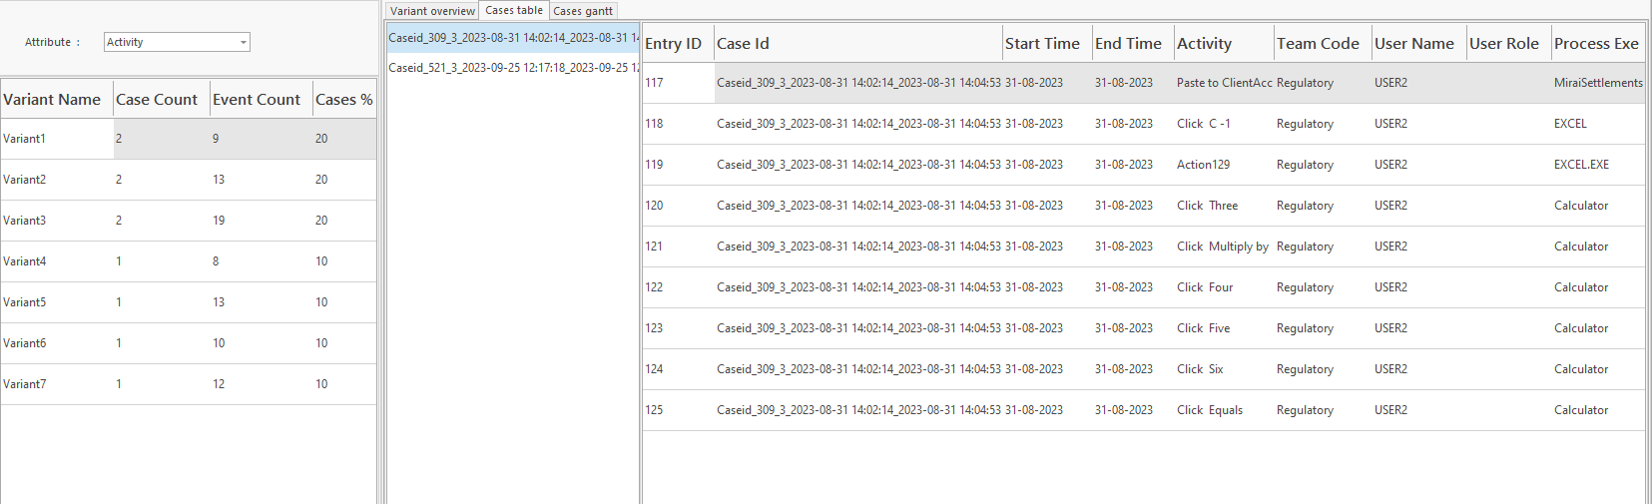 Attribute :
Activity
Variant Name Case Count Event Count Cases %
Variant1 2 9 20
Variant2 2 13 20
Variant3 2 19 20
Variant4 1 8 10
Variant5 1 13 10
Variant6 1 10 10
Variant7 1 12 10
Variant overview Cases table Cases gantt
Caseid_309_3_2023-08-31 14:02:14_2023-08-31 14
Caseid_521_3_2023-09-25 12:17:18_2023-09-25 12
Entry ID Case Id Start Time End Time Activity Team Code User Name User Role Process Exe
117 Caseid_309_3_2023-08-31 14:02:14_2023-08-31 14:04:53 31-08-2023 31-08-2023 Paste to ClientAcc Regulatory USER2 MiraiSettlements
118 Caseid_309_3_2023-08-31 14:02:14_2023-08-31 14:04:53 31-08-2023 31-08-2023 Click C -1 Regulatory USER2 EXCEL
119 Caseid_309_3_2023-08-31 14:02:14_2023-08-31 14:04:53 31-08-2023 31-08-2023 Action129 Regulatory USER2 EXCEL.EXE
120 Caseid_309_3_2023-08-31 14:02:14_2023-08-31 14:04:53 31-08-2023 31-08-2023 Click Three Regulatory USER2 Calculator
121 Caseid_309_3_2023-08-31 14:02:14_2023-08-31 14:04:53 31-08-2023 31-08-2023 Click Multiply by Regulatory USER2 Calculator
122 Caseid_309_3_2023-08-31 14:02:14_2023-08-31 14:04:53 31-08-2023 31-08-2023 Click Four Regulatory USER2 Calculator
123 Caseid_309_3_2023-08-31 14:02:14_2023-08-31 14:04:53 31-08-2023 31-08-2023 Click Five Regulatory USER2 Calculator
124 Caseid_309_3_2023-08-31 14:02:14_2023-08-31 14:04:53 31-08-2023 31-08-2023 Click Six Regulatory USER2 Calculator
125 Caseid_309_3_2023-08-31 14:02:14_2023-08-31 14:04:53 31-08-2023 31-08-2023 Click Equals Regulatory USER2 Calculator